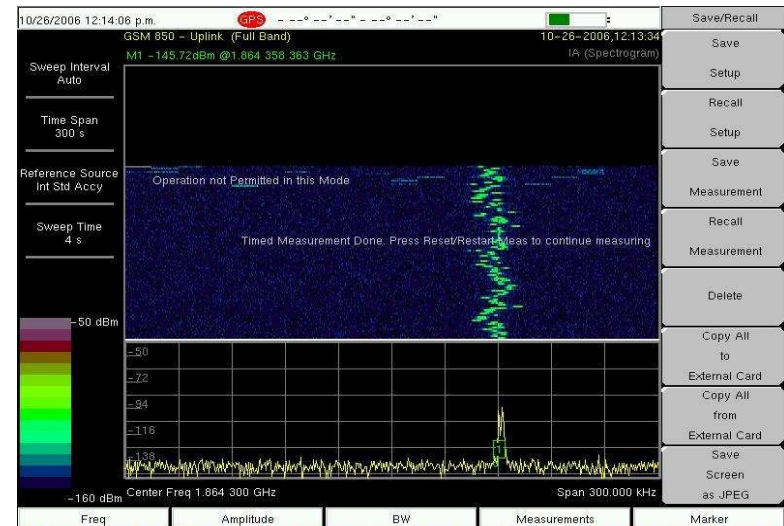 10/26/2006 12:14:06 p.m.
GPS - - -° - -' - -" - - -° - -' - -"
Save/Recall
GSM 850 - Uplink (Full Band)
10-26-2006,12:13:34
M1 -145.72dBm @1.864 358 363 GHz
IA (Spectrogram)
Sweep Interval
Auto
Time Span
300 s
Reference Source
Int Std Accy
Sweep Time
4 s
Operation not Permitted in this Mode
Timed Measurement Done. Press Reset/Restart Meas to continue measuring
-50 dBm
-160 dBm
-50
-72
-94
-116
-138
1
Center Freq 1.864 300 GHz
Span 300.000 kHz
Save
Setup
Recall
Setup
Save
Measurement
Recall
Measurement
Delete
Copy All
to
External Card
Copy All
from
External Card
Save
Screen
as JPEG
Freq
Amplitude
BW
Measurements
Marker